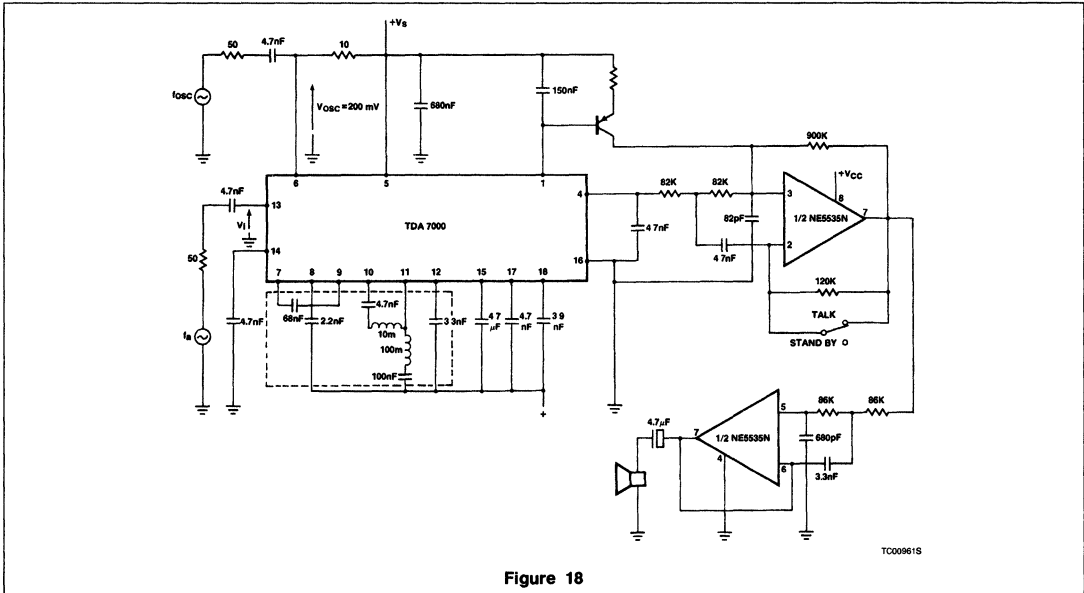 +VS
50
4.7nF
10
fOSC
VOSC = 200 mV
680nF
150nF
900K
6
5
1
4.7nF
13
VI
TDA 7000
4
82K
82K
3
+VCC
8
1/2 NE5535N
7
82pF
2
4 7nF
4 7nF
14
50
16
7
8
9
10
11
12
15
17
18
120K
4.7nF
68nF
2.2nF
4.7nF
3 3nF
4 7
μF
4.7
nF
3 9
nF
10m
100m
100nF
fa
TALK
STAND BY
+
86K
86K
5
4.7μF
7
1/2 NE5535N
4
680pF
6
3.3nF
TC00961S
Figure 18